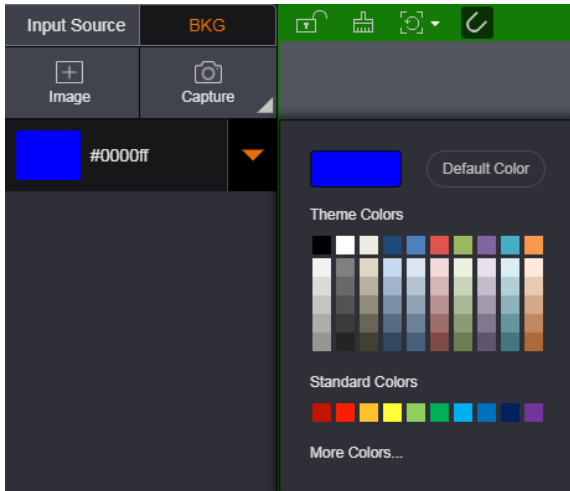 Input Source
BKG
Image
Capture
#0000ff
Default Color
Theme Colors
Standard Colors
More Colors...